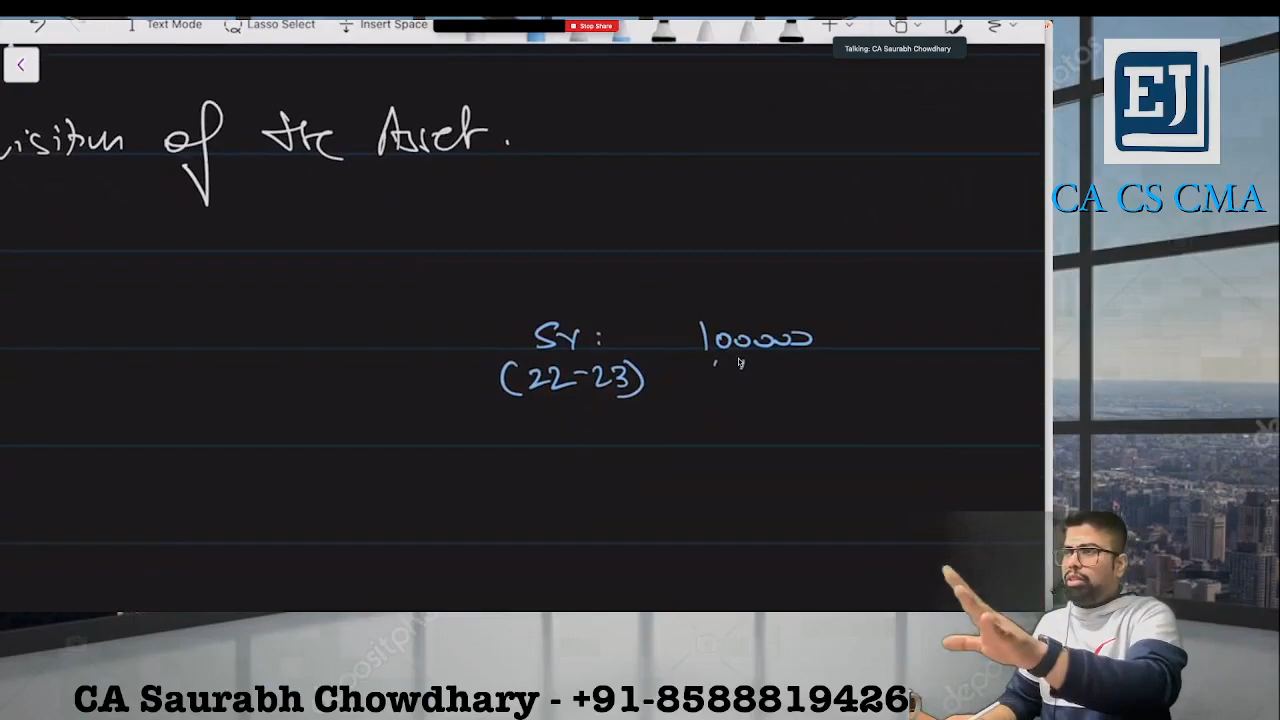 Text Mode Lasso Select Insert Space Stop Share
Talking: CA Saurabh Chowdhary
EJ
of the Asset.
CA CS CMA
SV : 100000
(22-23)
CA Saurabh Chowdhary - +91-8588819426